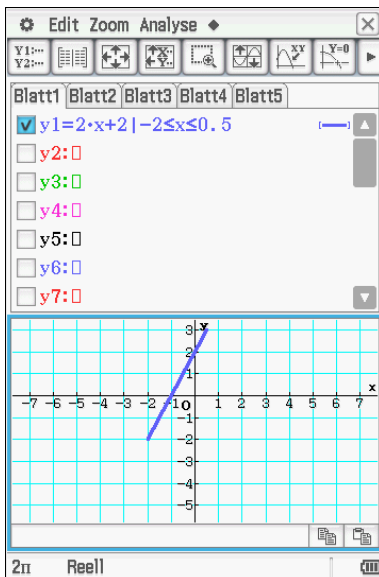 Edit Zoom Analyse ◆
Y1:··· Y2:··· XY Y=0
Blatt1 Blatt2 Blatt3 Blatt4 Blatt5
y1=2·x+2|−2≤x≤0.5
y2:▯
y3:▯
y4:▯
y5:▯
y6:▯
y7:▯
3 y
2
1
x
-7 -6 -5 -4 -3 -2 -1 0 1 2 3 4 5 6 7
-1
-2
-3
-4
-5
2π Reell